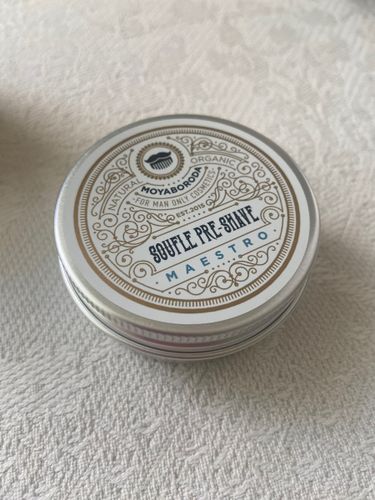 NATURAL
ORGANIC
MOYABORODA
-FOR MAN ONLY COSMETICS-
EST.2015
SOUFLE PRE-SHAVE
MAESTRO